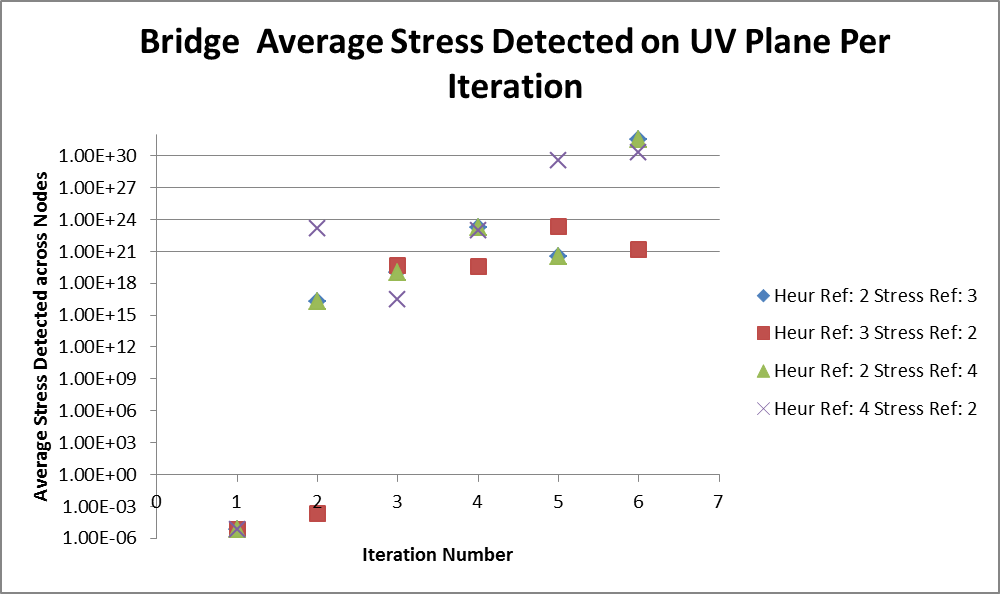 Bridge  Average Stress Detected on UV Plane Per
Iteration
Average Stress Detected across Nodes
1.00E+30
1.00E+27
1.00E+24
1.00E+21
1.00E+18
1.00E+15
1.00E+12
1.00E+09
1.00E+06
1.00E+03
1.00E+00
1.00E-03
1.00E-06
0 1 2 3 4 5 6 7
Iteration Number
Heur Ref: 2 Stress Ref: 3
Heur Ref: 3 Stress Ref: 2
Heur Ref: 2 Stress Ref: 4
Heur Ref: 4 Stress Ref: 2